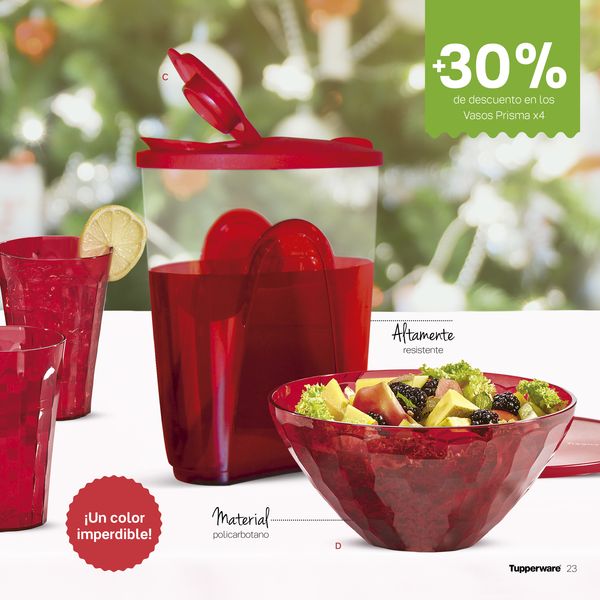 C
+30%
de descuento en los
Vasos Prisma x4
Altamente
resistente
¡Un color
imperdible!
Material
policarbotano
D
Tupperware 23